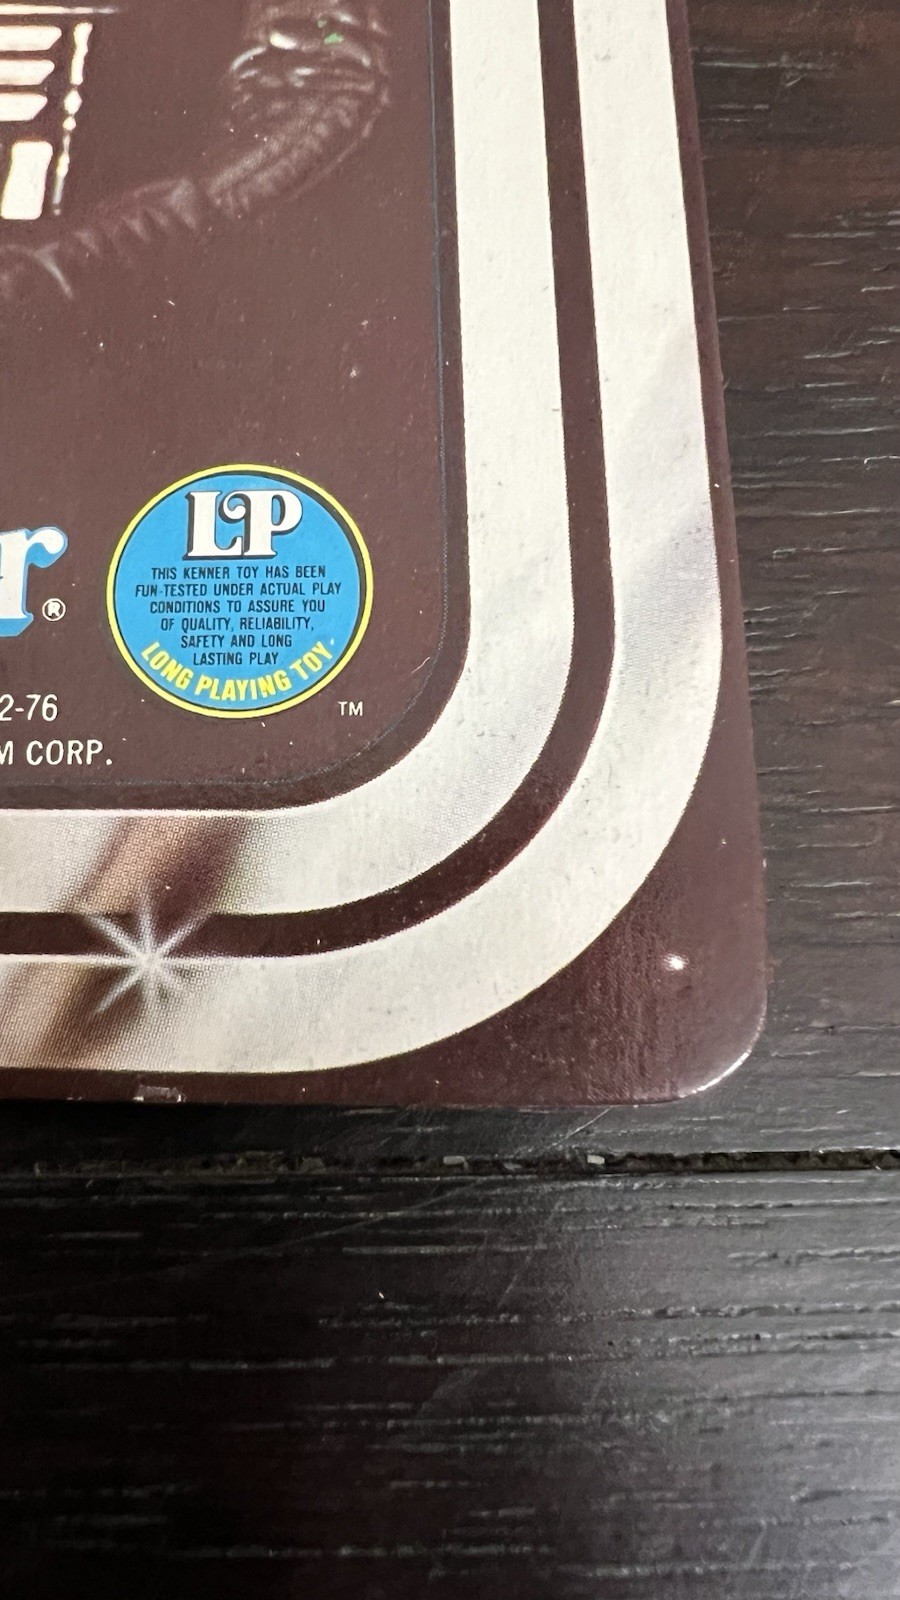 LP
THIS KENNER TOY HAS BEEN
FUN-TESTED UNDER ACTUAL PLAY
CONDITIONS TO ASSURE YOU
OF QUALITY, RELIABILITY,
SAFETY AND LONG
LASTING PLAY
LONG PLAYING TOY.
r®
2-76
TM
M CORP.